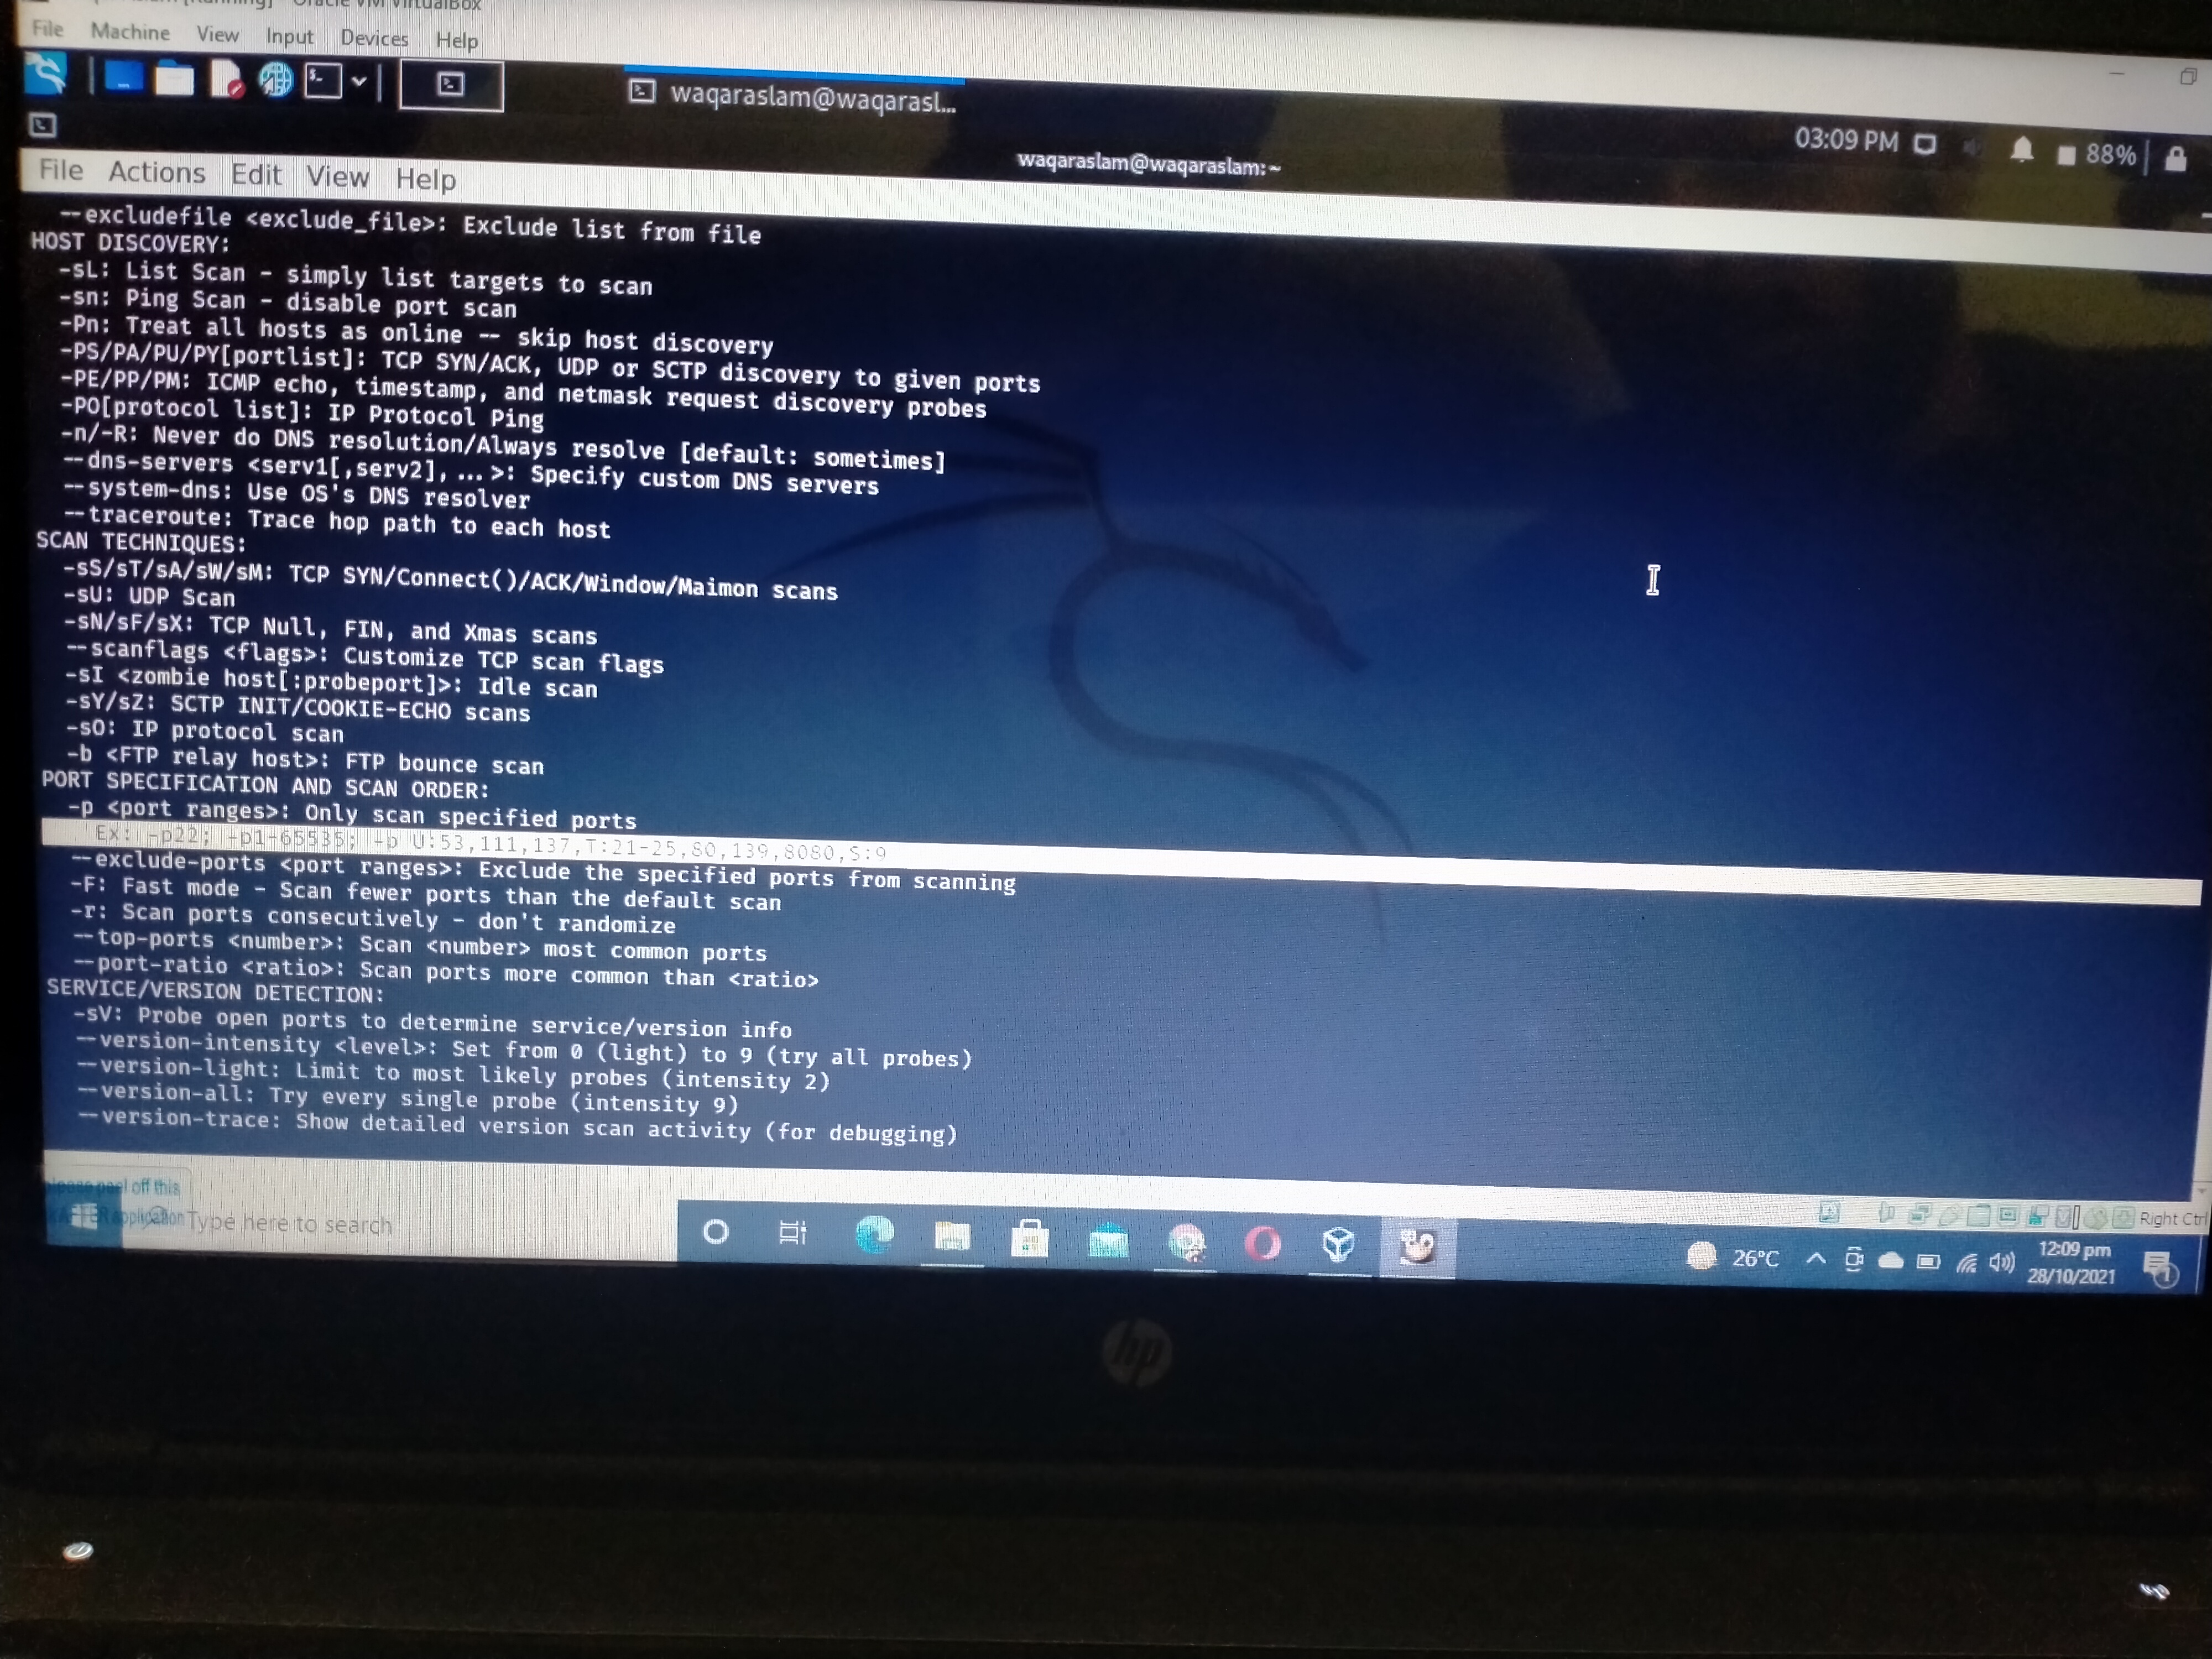 Oracle VM VirtualBox
File Machine View Input Devices Help
waqaraslam@waqarasl...
03:09 PM 88%
waqaraslam@waqaraslam:~
File Actions Edit View Help
--excludefile <exclude_file>: Exclude list from file
HOST DISCOVERY:
-sL: List Scan - simply list targets to scan
-sn: Ping Scan - disable port scan
-Pn: Treat all hosts as online -- skip host discovery
-PS/PA/PU/PY[portlist]: TCP SYN/ACK, UDP or SCTP discovery to given ports
-PE/PP/PM: ICMP echo, timestamp, and netmask request discovery probes
-PO[protocol list]: IP Protocol Ping
-n/-R: Never do DNS resolution/Always resolve [default: sometimes]
--dns-servers <serv1[,serv2],...>: Specify custom DNS servers
--system-dns: Use OS's DNS resolver
--traceroute: Trace hop path to each host
SCAN TECHNIQUES:
-sS/sT/sA/sW/sM: TCP SYN/Connect()/ACK/Window/Maimon scans
-sU: UDP Scan
-sN/sF/sX: TCP Null, FIN, and Xmas scans
--scanflags <flags>: Customize TCP scan flags
-sI <zombie host[:probeport]>: Idle scan
-sY/sZ: SCTP INIT/COOKIE-ECHO scans
-sO: IP protocol scan
-b <FTP relay host>: FTP bounce scan
PORT SPECIFICATION AND SCAN ORDER:
-p <port ranges>: Only scan specified ports
Ex: -p22; -p1-65535; -p U:53,111,137,T:21-25,80,139,8080,S:9
--exclude-ports <port ranges>: Exclude the specified ports from scanning
-F: Fast mode - Scan fewer ports than the default scan
-r: Scan ports consecutively - don't randomize
--top-ports <number>: Scan <number> most common ports
--port-ratio <ratio>: Scan ports more common than <ratio>
SERVICE/VERSION DETECTION:
-sV: Probe open ports to determine service/version info
--version-intensity <level>: Set from 0 (light) to 9 (try all probes)
--version-light: Limit to most likely probes (intensity 2)
--version-all: Try every single probe (intensity 9)
--version-trace: Show detailed version scan activity (for debugging)
please peel off this
AFTER application
Right Ctrl
Type here to search
26°C
12:09 pm
28/10/2021
1
hp